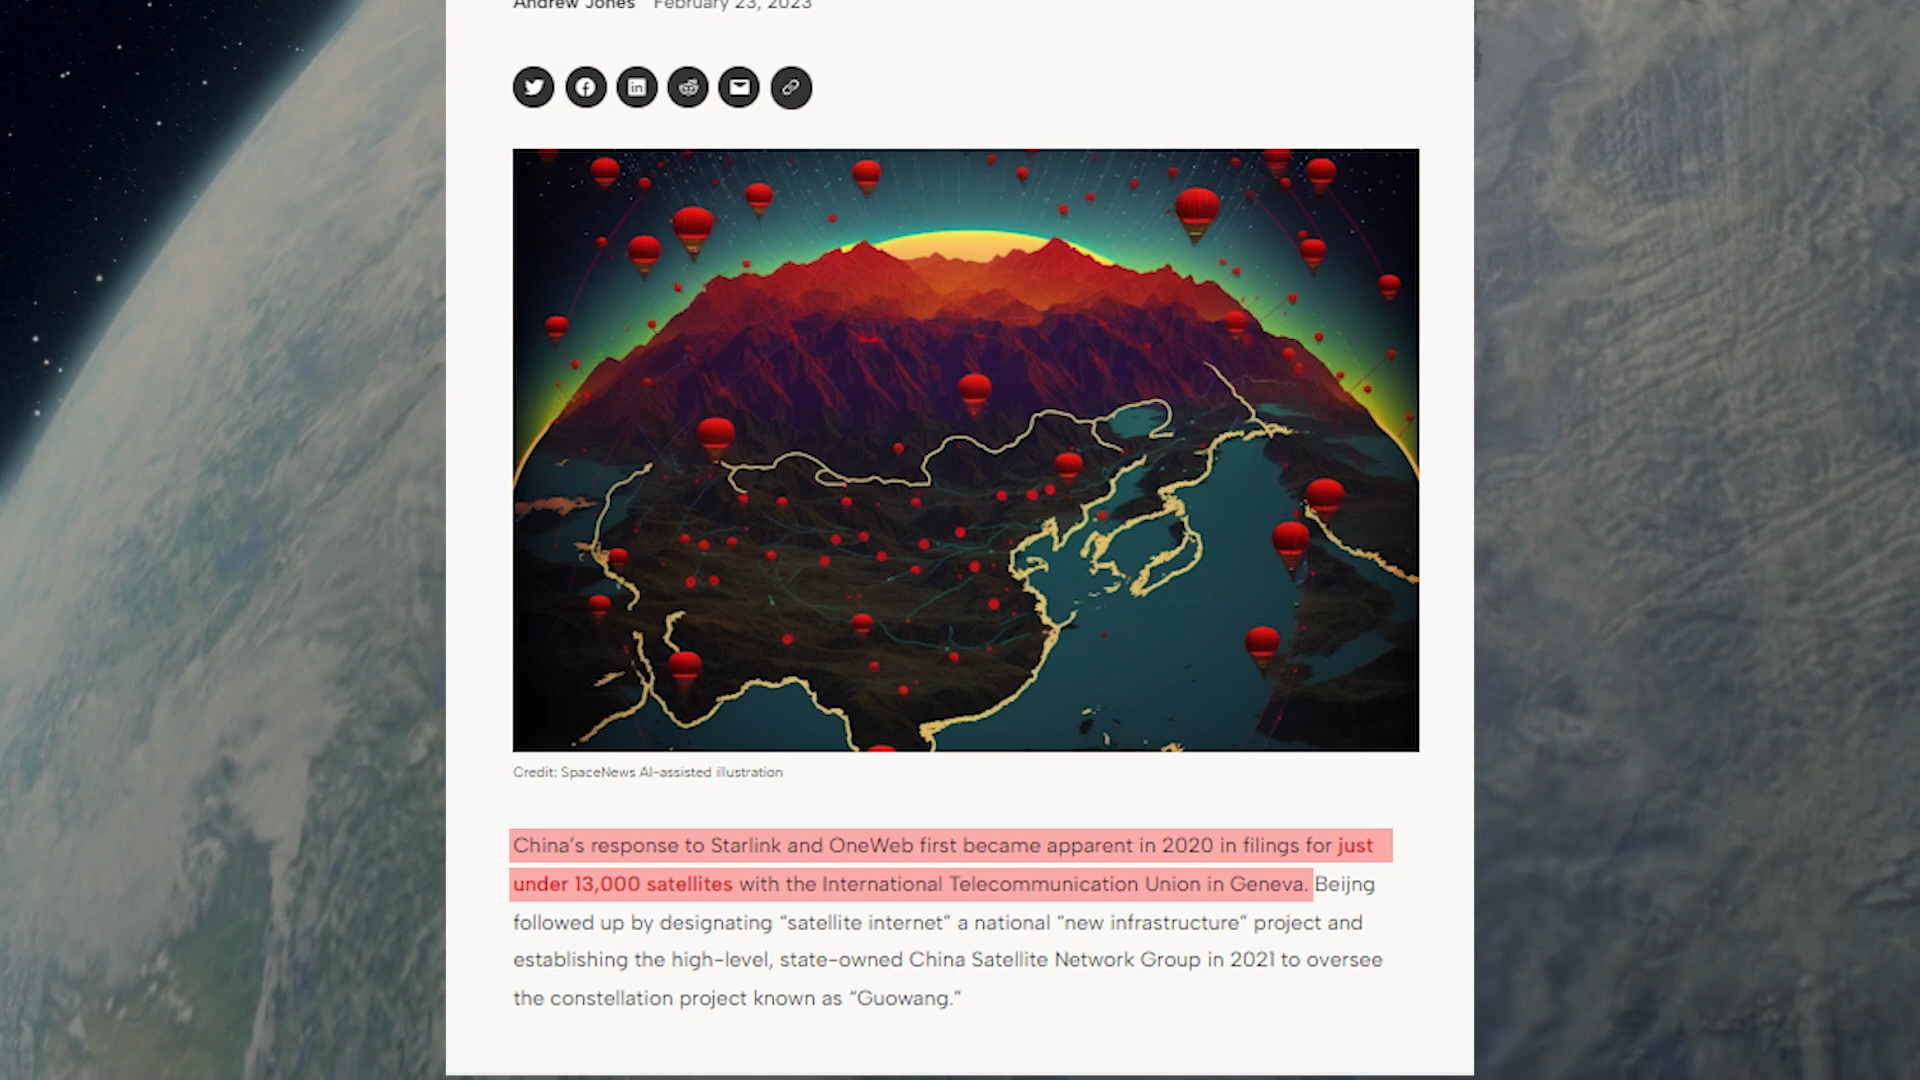 Andrew Jones February 23, 2023
Credit: SpaceNews AI-assisted illustration
China’s response to Starlink and OneWeb first became apparent in 2020 in filings for just
under 13,000 satellites with the International Telecommunication Union in Geneva. Beijng
followed up by designating “satellite internet” a national “new infrastructure” project and
establishing the high-level, state-owned China Satellite Network Group in 2021 to oversee
the constellation project known as “Guowang.”